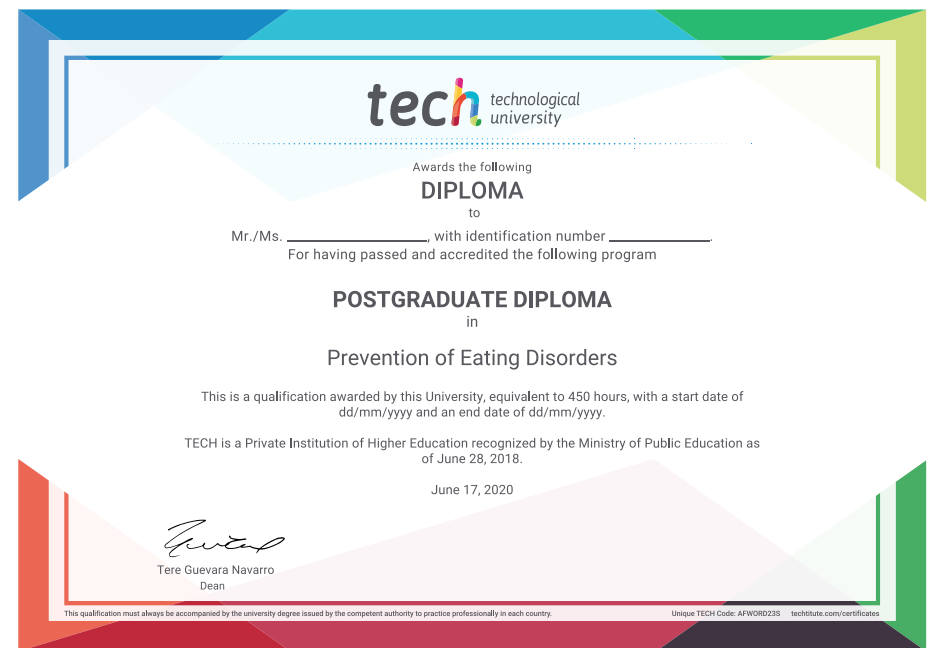 tech technological
university
Awards the following
DIPLOMA
to
Mr./Ms. ____________________, with identification number ______________.
For having passed and accredited the following program
POSTGRADUATE DIPLOMA
in
Prevention of Eating Disorders
This is a qualification awarded by this University, equivalent to 450 hours, with a start date of
dd/mm/yyyy and an end date of dd/mm/yyyy.
TECH is a Private Institution of Higher Education recognized by the Ministry of Public Education as
of June 28, 2018.
June 17, 2020
Tere Guevara Navarro
Dean
This qualification must always be accompanied by the university degree issued by the competent authority to practice professionally in each country. Unique TECH Code: AFWORD23S techtitute.com/certificates